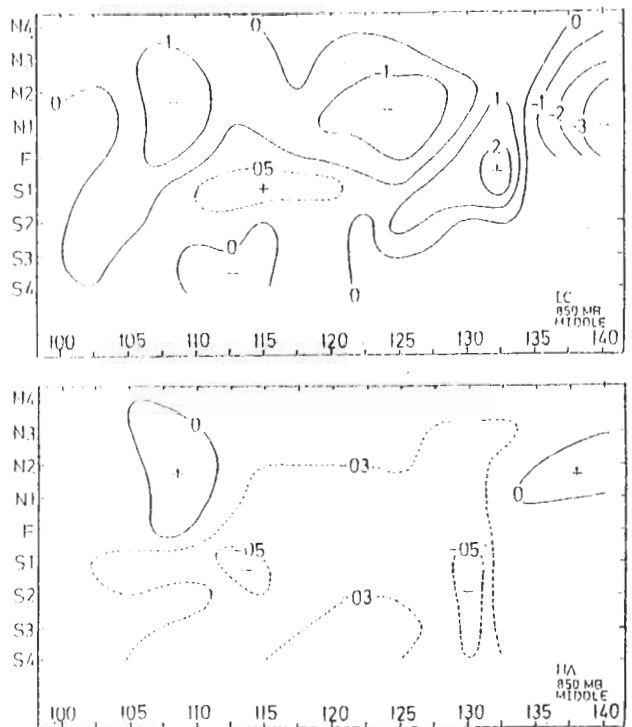 N4 0 0
N3 1
0 N2 -1 1 -1 -2
N1 -3
F 2
S1 05
S2
S3 0
S4 0
850 MB
MIDDLE
100 105 110 115 120 125 130 135 140
N4
N3 0
N2 -03
N1 0
F
S1 -05 -05
S2 -03
S3
S4
850 MB
MIDDLE
100 105 110 115 120 125 130 135 140